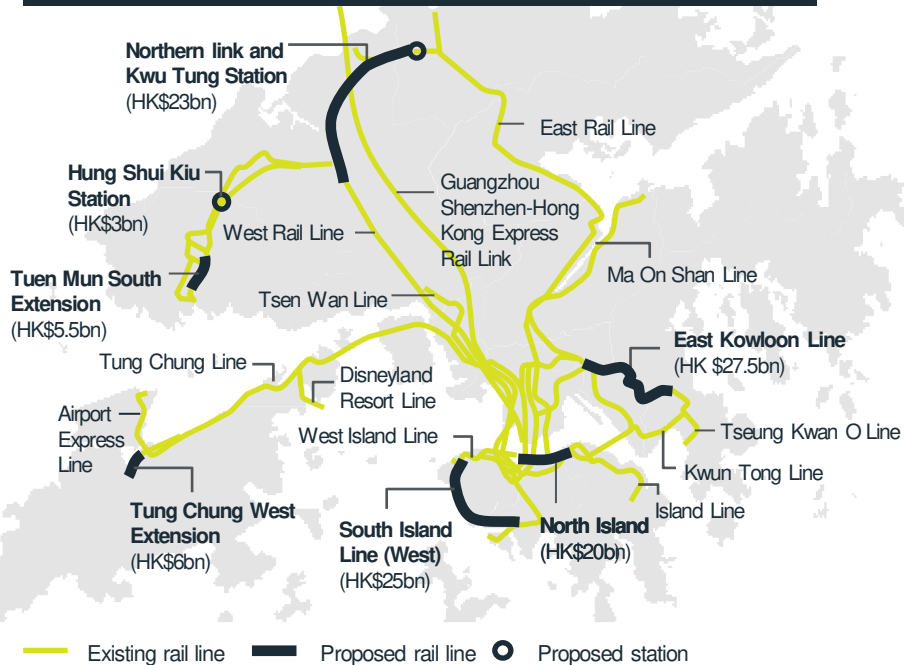 Northern link and
Kwu Tung Station
(HK$23bn)
East Rail Line
Hung Shui Kiu
Station
(HK$3bn)
Guangzhou
Shenzhen-Hong
Kong Express
Rail Link
West Rail Line
Ma On Shan Line
Tuen Mun South
Extension
(HK$5.5bn)
Tsen Wan Line
East Kowloon Line
(HK $27.5bn)
Tung Chung Line
Disneyland
Resort Line
Airport
Express
Line
West Island Line
Tseung Kwan O Line
Kwun Tong Line
Tung Chung West
Extension
(HK$6bn)
South Island
Line (West)
(HK$25bn)
North Island
(HK$20bn)
Island Line
Existing rail line
Proposed rail line
Proposed station